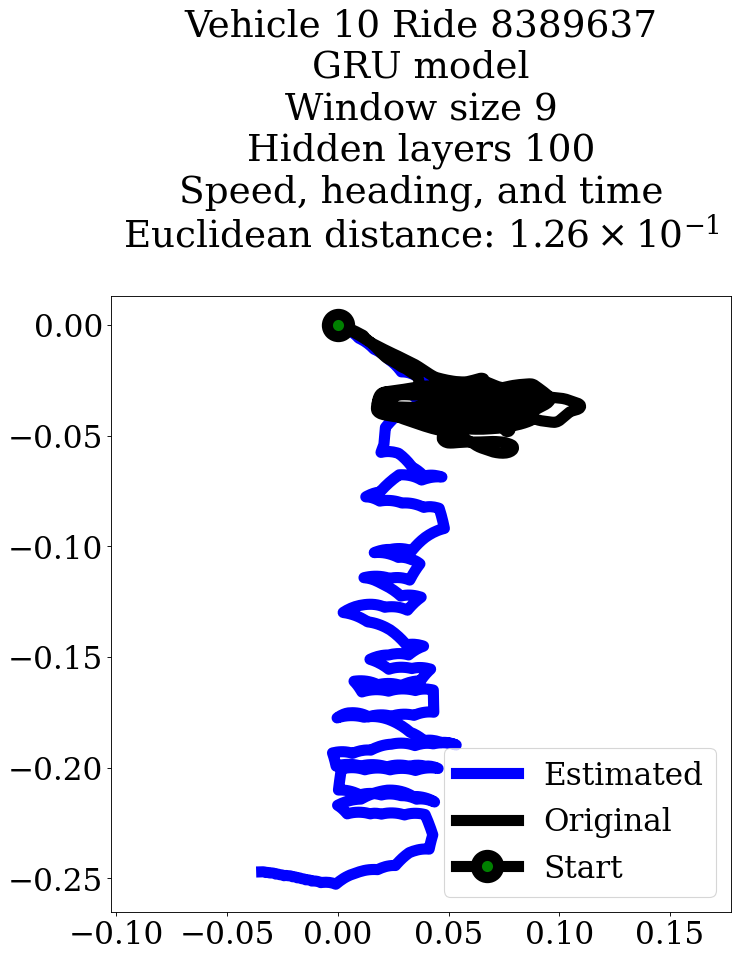 Vehicle 10 Ride 8389637
GRU model
Window size 9
Hidden layers 100
Speed, heading, and time
Euclidean distance: 1.26 × 10⁻¹
0.00
−0.05
−0.10
−0.15
−0.20
−0.25
Estimated
Original
Start
−0.10 −0.05 0.00 0.05 0.10 0.15